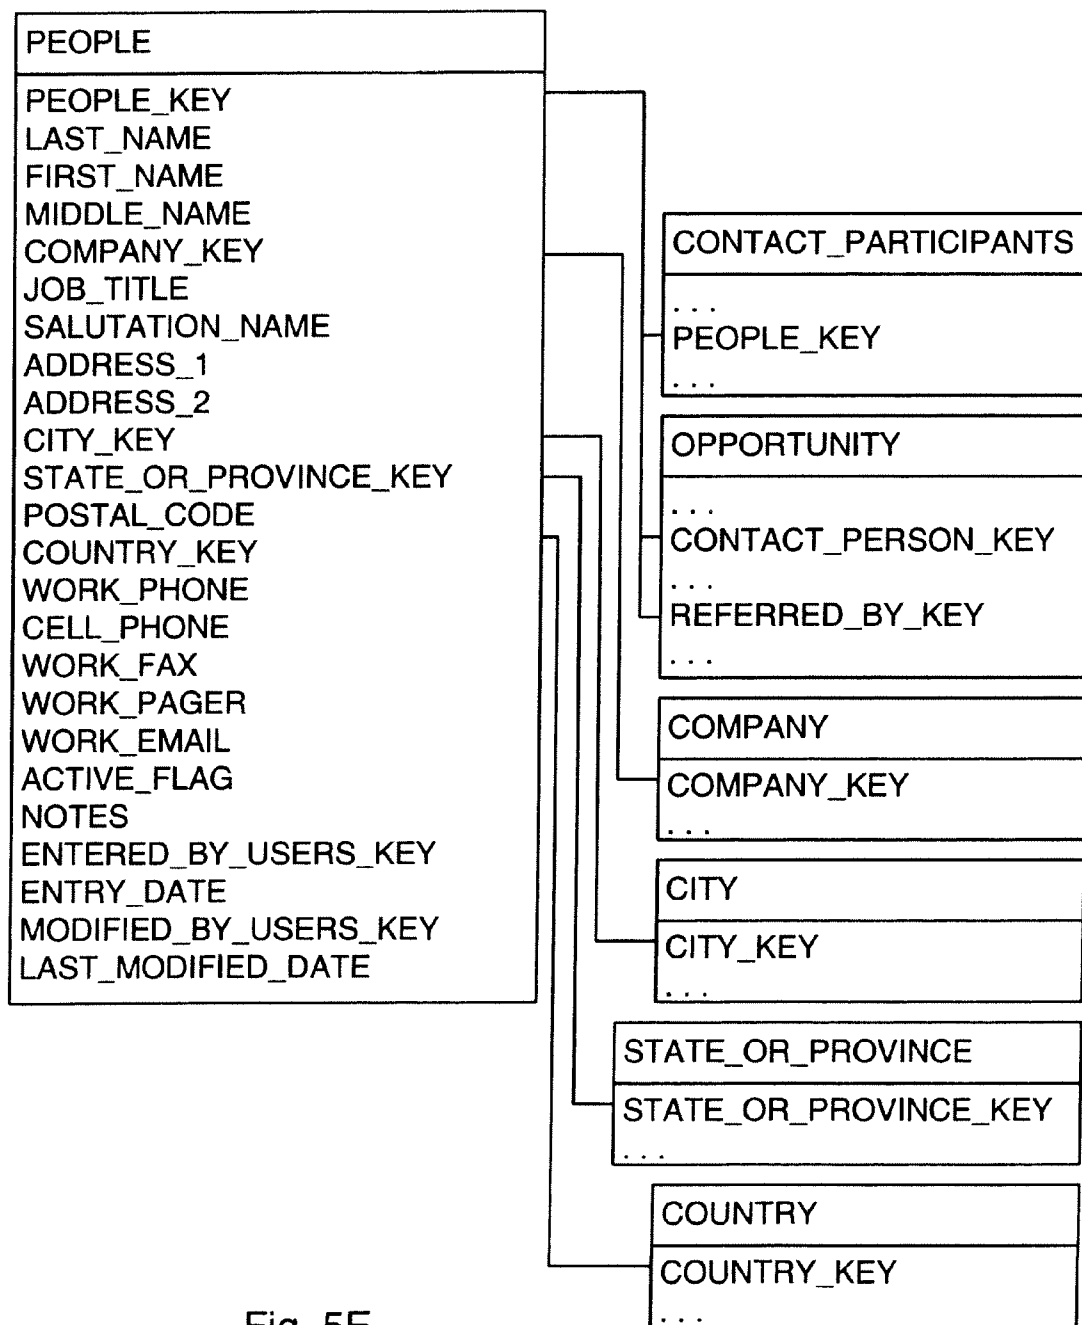 PEOPLE
PEOPLE_KEY
LAST_NAME
FIRST_NAME
MIDDLE_NAME
COMPANY_KEY
JOB_TITLE
SALUTATION_NAME
ADDRESS_1
ADDRESS_2
CITY_KEY
STATE_OR_PROVINCE_KEY
POSTAL_CODE
COUNTRY_KEY
WORK_PHONE
CELL_PHONE
WORK_FAX
WORK_PAGER
WORK_EMAIL
ACTIVE_FLAG
NOTES
ENTERED_BY_USERS_KEY
ENTRY_DATE
MODIFIED_BY_USERS_KEY
LAST_MODIFIED_DATE
CONTACT_PARTICIPANTS
. . .
PEOPLE_KEY
. . .
OPPORTUNITY
. . .
CONTACT_PERSON_KEY
. . .
REFERRED_BY_KEY
. . .
COMPANY
COMPANY_KEY
. . .
CITY
CITY_KEY
. . .
STATE_OR_PROVINCE
STATE_OR_PROVINCE_KEY
. . .
COUNTRY
COUNTRY_KEY
. . .